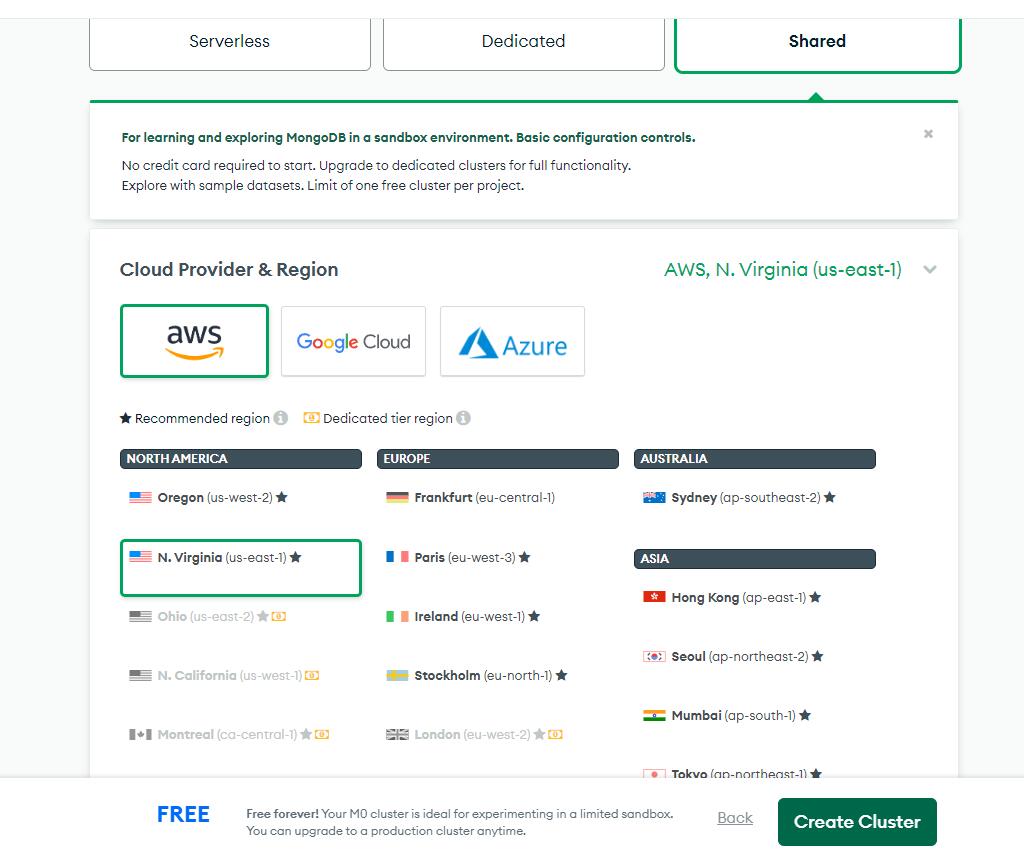 Serverless
Dedicated
Shared
For learning and exploring MongoDB in a sandbox environment. Basic configuration controls.
No credit card required to start. Upgrade to dedicated clusters for full functionality.
Explore with sample datasets. Limit of one free cluster per project.
Cloud Provider & Region
AWS, N. Virginia (us-east-1)
aws
Google Cloud
Azure
Recommended region
Dedicated tier region
NORTH AMERICA
Oregon (us-west-2)
N. Virginia (us-east-1)
Ohio (us-east-2)
N. California (us-west-1)
Montreal (ca-central-1)
EUROPE
Frankfurt (eu-central-1)
Paris (eu-west-3)
Ireland (eu-west-1)
Stockholm (eu-north-1)
London (eu-west-2)
AUSTRALIA
Sydney (ap-southeast-2)
ASIA
Hong Kong (ap-east-1)
Seoul (ap-northeast-2)
Mumbai (ap-south-1)
Tokyo (ap-northeast-1)
FREE
Free forever! Your M0 cluster is ideal for experimenting in a limited sandbox.
You can upgrade to a production cluster anytime.
Back
Create Cluster